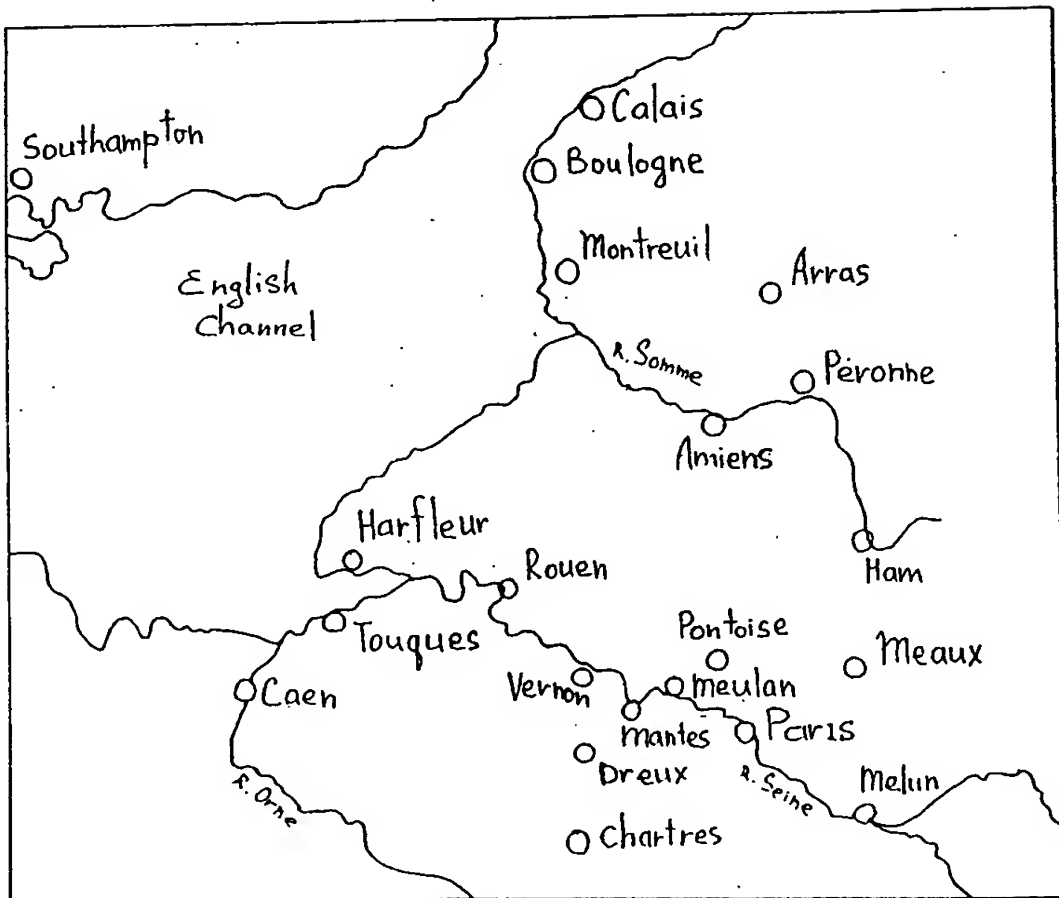 Calais
Southampton
Boulogne
Montreuil
Arras
English
Channel
R. Somme
Péronne
Amiens
Harfleur
Rouen
Ham
Touques
Pontoise
Meaux
Vernon
Meulan
Caen
Mantes
Paris
Dreux
R. Seine
Melun
R. Orne
Chartres